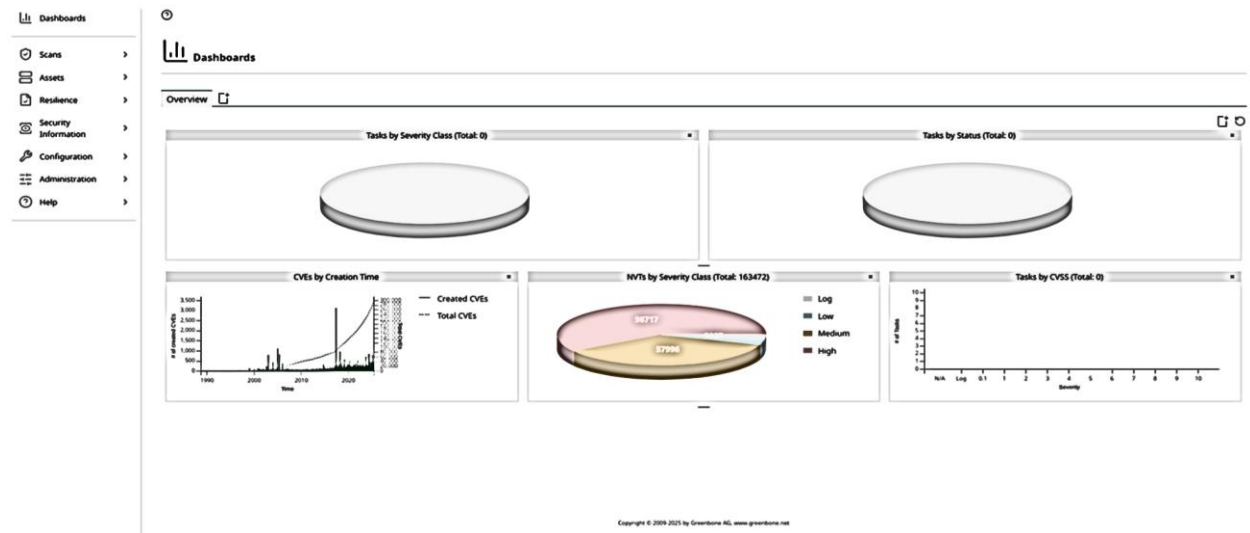 Dashboards
Scans
Assets
Resilience
Security
Information
Configuration
Administration
Help
Dashboards
Overview
Tasks by Severity Class (Total: 0)
Tasks by Status (Total: 0)
CVEs by Creation Time
3,500
3,000
2,500
2,000
1,500
1,000
500
0
# of created CVEs
1990
2000
2010
2020
Time
Total CVEs
Created CVEs
Total CVEs
NVTs by Severity Class (Total: 163472)
98717
57996
Log
Low
Medium
High
Tasks by CVSS (Total: 0)
10
9
8
7
6
5
4
3
2
1
0
# of Tasks
N/A Log 0.1 1 2 3 4 5 6 7 8 9 10
Severity
Copyright © 2009-2025 by Greenbone AG, www.greenbone.net